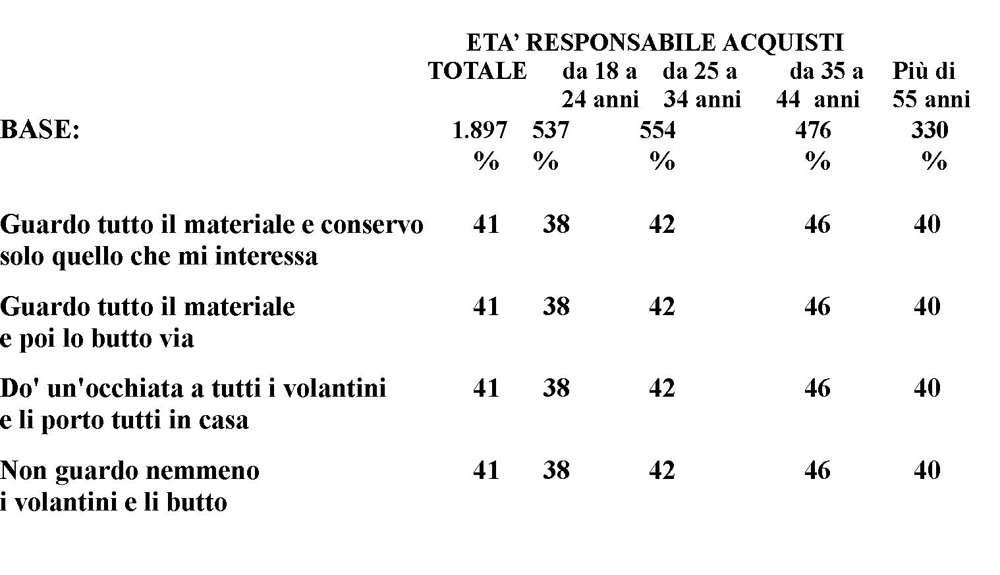 ETA’ RESPONSABILE ACQUISTI
TOTALE da 18 a da 25 a da 35 a Più di
24 anni 34 anni 44 anni 55 anni
BASE: 1.897 537 554 476 330
% % % % %
Guardo tutto il materiale e conservo 41 38 42 46 40
solo quello che mi interessa
Guardo tutto il materiale 41 38 42 46 40
e poi lo butto via
Do' un'occhiata a tutti i volantini 41 38 42 46 40
e li porto tutti in casa
Non guardo nemmeno 41 38 42 46 40
i volantini e li butto